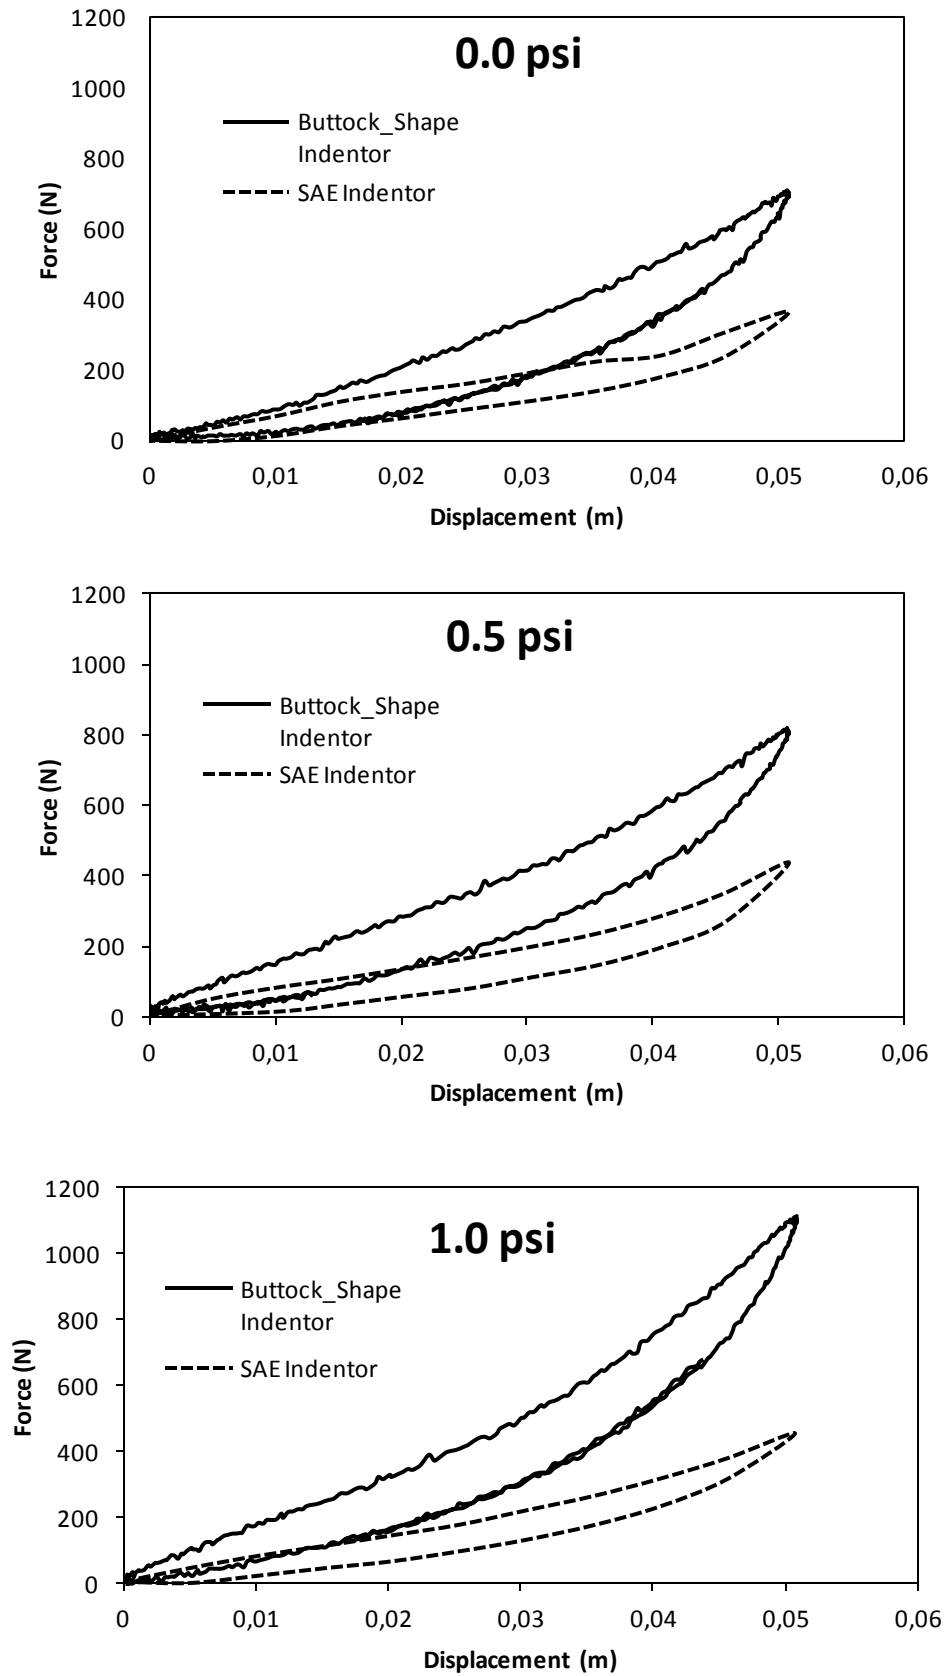 1200
0.0 psi
1000
Buttock_Shape
Indentor
800
SAE Indentor
600
400
200
0
Force (N)
0 0,01 0,02 0,03 0,04 0,05 0,06
Displacement (m)
1200
0.5 psi
1000
Buttock_Shape
Indentor
800
SAE Indentor
600
400
200
0
Force (N)
0 0,01 0,02 0,03 0,04 0,05 0,06
Displacement (m)
1200
1.0 psi
1000
Buttock_Shape
Indentor
800
SAE Indentor
600
400
200
0
Force (N)
0 0,01 0,02 0,03 0,04 0,05 0,06
Displacement (m)